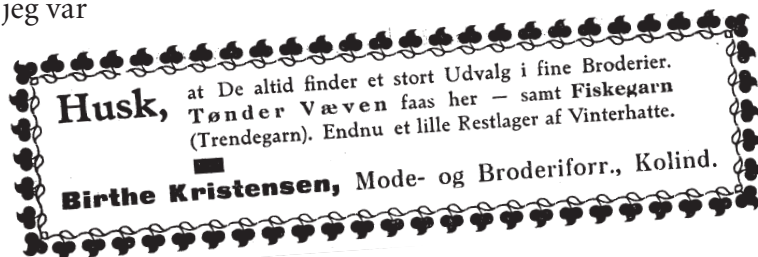 jeg var
Husk, at De altid finder et stort Udvalg i fine Broderier.
Tønder Væven faas her — samt Fiskegarn
(Trendegarn). Endnu et lille Restlager af Vinterhatte.
Birthe Kristensen, Mode- og Broderiforr., Kolind.